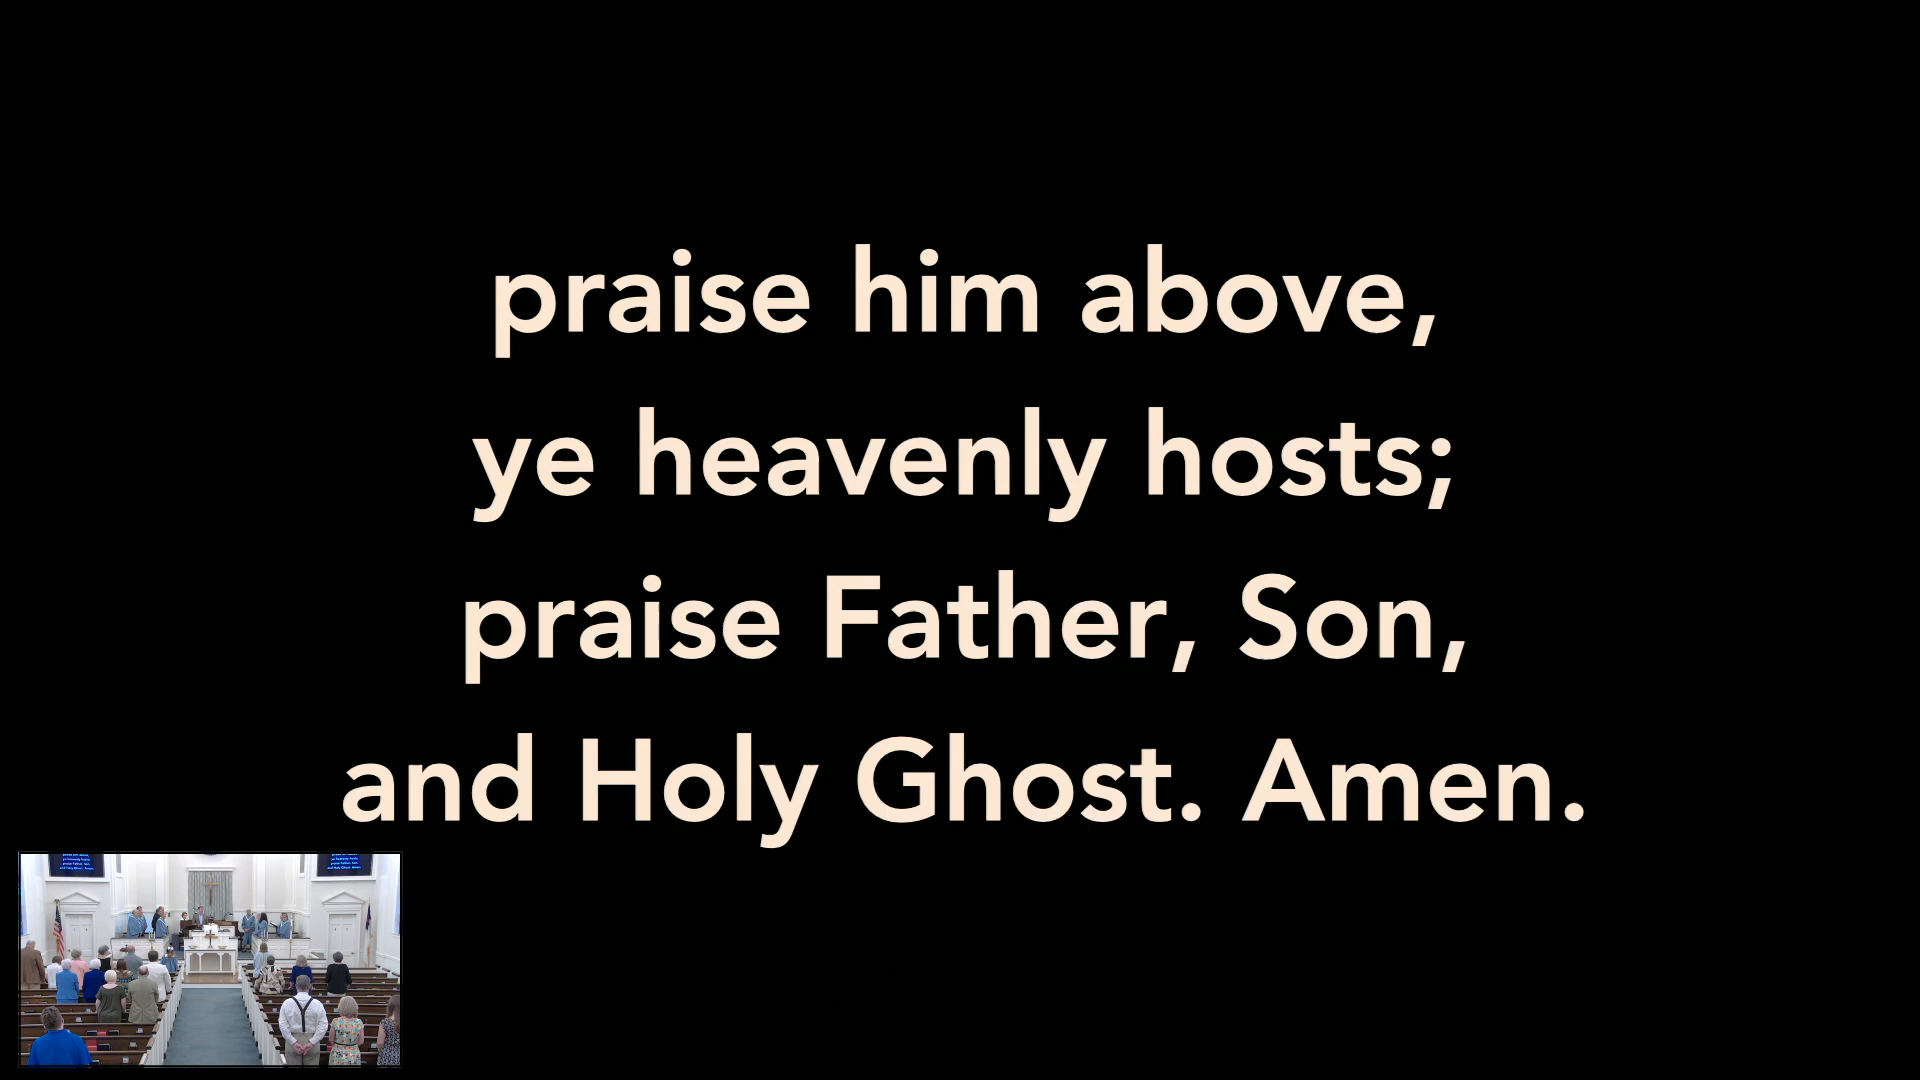 praise him above,
ye heavenly hosts;
praise Father, Son,
and Holy Ghost. Amen.